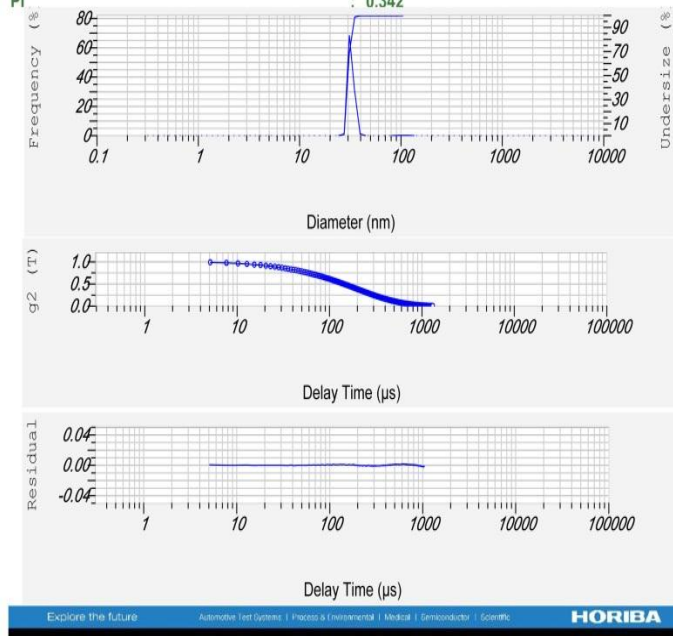 PI : 0.342
Frequency (%
80
60
40
20
0
90
70
50
30
10
Undersize (%
0.1 1 10 100 1000 10000
Diameter (nm)
g2 (T)
1.0
0.5
0.0
1 10 100 1000 10000 100000
Delay Time (µs)
Residual
0.04
0.00
-0.04
1 10 100 1000 10000 100000
Delay Time (µs)
Explore the future Automotive Test Systems | Process & Environmental | Medical | Semiconductor | Scientific HORIBA